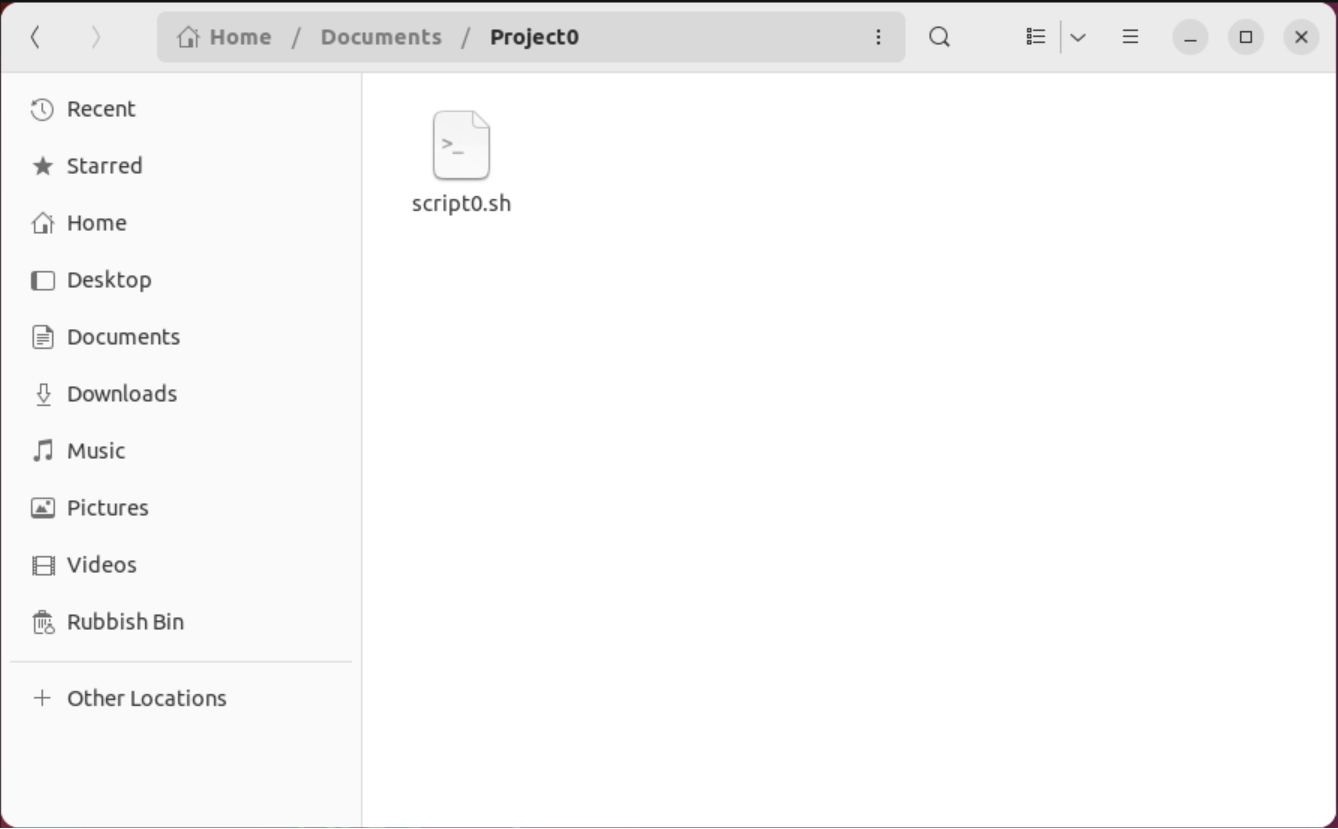 Home / Documents / Project0
Recent
Starred
Home
Desktop
Documents
Downloads
Music
Pictures
Videos
Rubbish Bin
Other Locations
>_
script0.sh